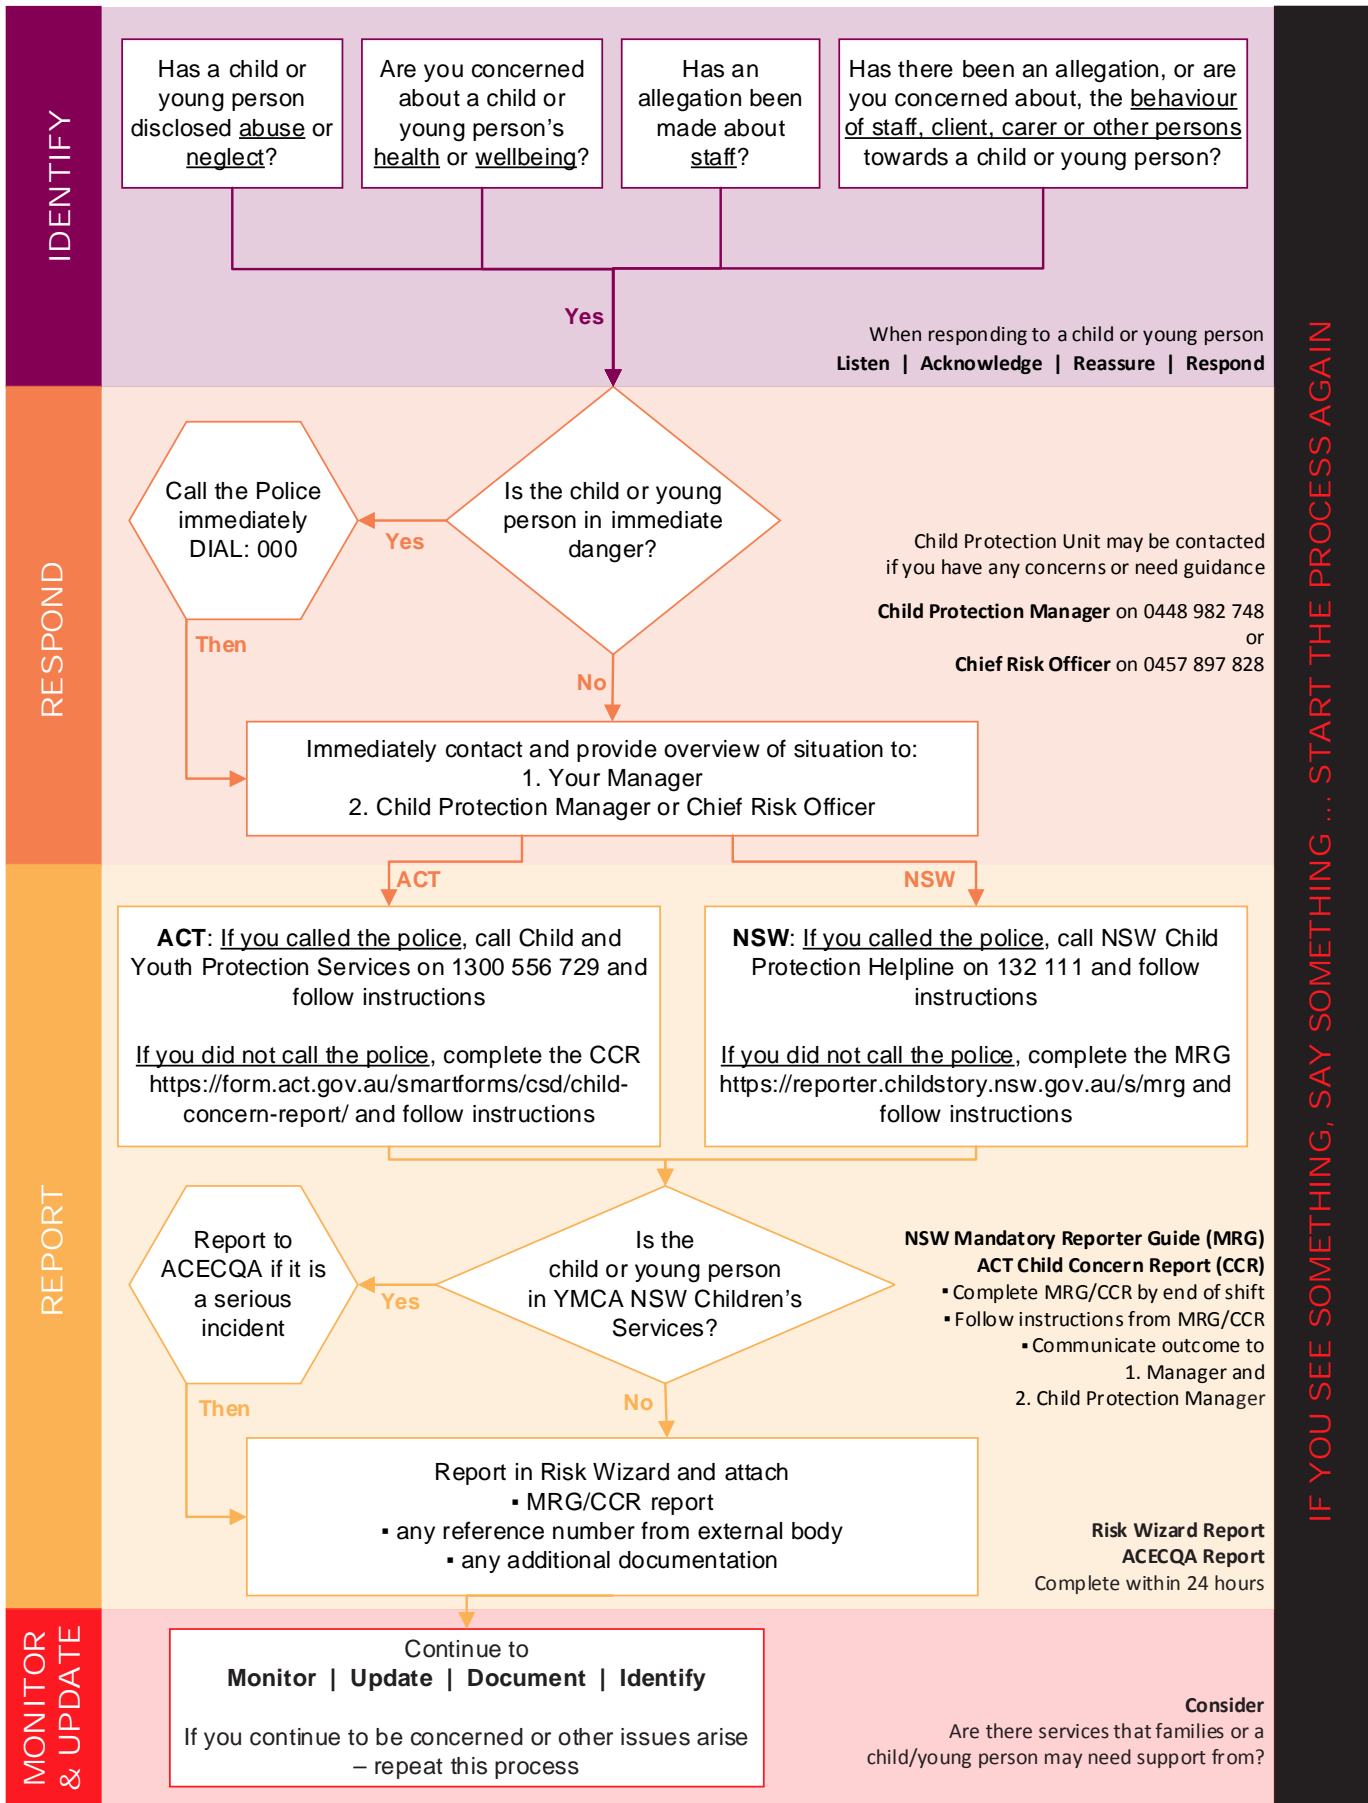 IDENTIFY
Has a child or
young person
disclosed abuse or
neglect?
Are you concerned
about a child or
young person’s
health or wellbeing?
Has an
allegation been
made about
staff?
Has there been an allegation, or are
you concerned about, the behaviour
of staff, client, carer or other persons
towards a child or young person?
Yes
When responding to a child or young person
Listen | Acknowledge | Reassure | Respond
RESPOND
Call the Police
immediately
DIAL: 000
Yes
Is the child or young
person in immediate
danger?
Then
No
Child Protection Unit may be contacted
if you have any concerns or need guidance
Child Protection Manager on 0448 982 748
or
Chief Risk Officer on 0457 897 828
Immediately contact and provide overview of situation to:
1. Your Manager
2. Child Protection Manager or Chief Risk Officer
REPORT
ACT
NSW
ACT: If you called the police, call Child and
Youth Protection Services on 1300 556 729 and
follow instructions
If you did not call the police, complete the CCR
https://form.act.gov.au/smartforms/csd/child-
concern-report/ and follow instructions
NSW: If you called the police, call NSW Child
Protection Helpline on 132 111 and follow
instructions
If you did not call the police, complete the MRG
https://reporter.childstory.nsw.gov.au/s/mrg and
follow instructions
Report to
ACECQA if it is
a serious
incident
Yes
Is the
child or young person
in YMCA NSW Children’s
Services?
Then
No
NSW Mandatory Reporter Guide (MRG)
ACT Child Concern Report (CCR)
▪ Complete MRG/CCR by end of shift
▪ Follow instructions from MRG/CCR
▪ Communicate outcome to
1. Manager and
2. Child Protection Manager
Report in Risk Wizard and attach
▪ MRG/CCR report
▪ any reference number from external body
▪ any additional documentation
Risk Wizard Report
ACECQA Report
Complete within 24 hours
MONITOR
& UPDATE
Continue to
Monitor | Update | Document | Identify
If you continue to be concerned or other issues arise
– repeat this process
Consider
Are there services that families or a
child/young person may need support from?
IF YOU SEE SOMETHING, SAY SOMETHING ... START THE PROCESS AGAIN